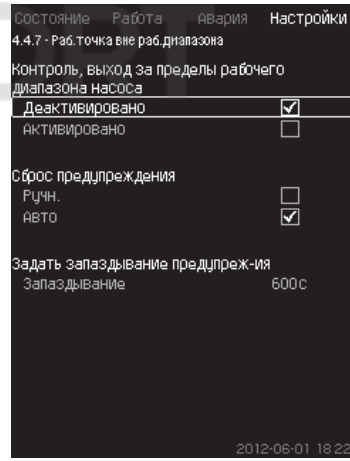 Состояние Работа Авария Настройки
4.4.7 - Раб.точка вне раб.диапазона
Контроль, выход за пределы рабочего
диапазона насоса
Деактивировано
Активировано
Сброс предупреждения
Ручн.
Авто
Задать запаздывание предупреж-ия
Запаздывание 600с
2012-06-01 18:22